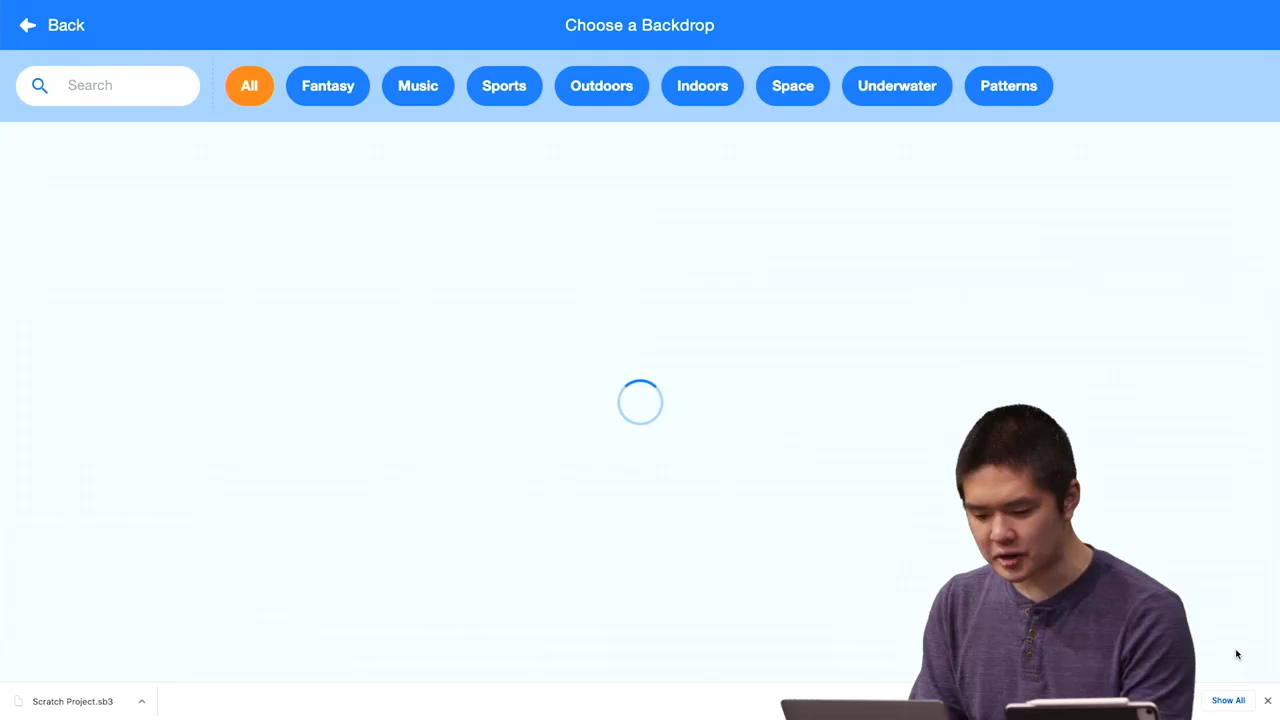 Back
Choose a Backdrop
Search
All
Fantasy
Music
Sports
Outdoors
Indoors
Space
Underwater
Patterns
Scratch Project.sb3
Show All